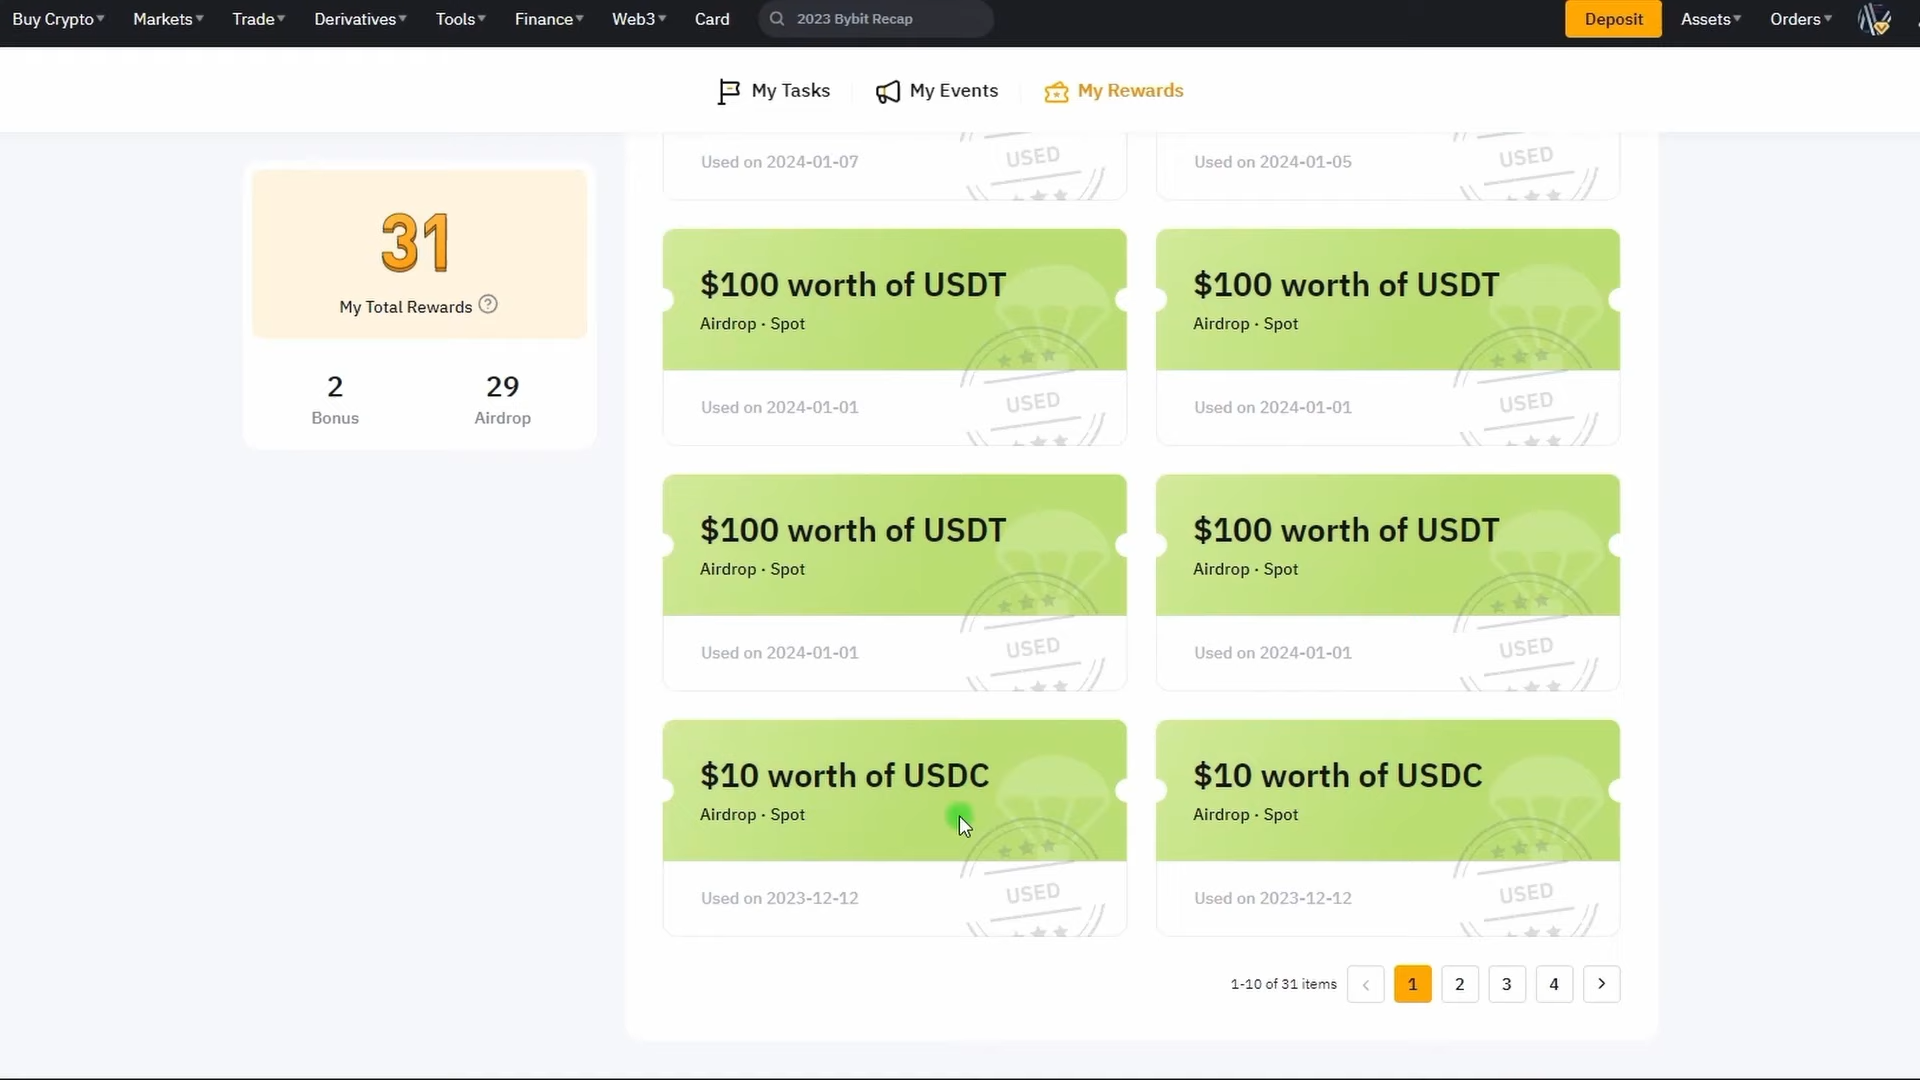 Buy Crypto Markets Trade Derivatives Tools Finance Web3 Card 2023 Bybit Recap Deposit Assets Orders
My Tasks My Events My Rewards
Used on 2024-01-07 USED
Used on 2024-01-05 USED
31
My Total Rewards ?
2 29
Bonus Airdrop
$100 worth of USDT
Airdrop · Spot
Used on 2024-01-01 USED
$100 worth of USDT
Airdrop · Spot
Used on 2024-01-01 USED
$100 worth of USDT
Airdrop · Spot
Used on 2024-01-01 USED
$100 worth of USDT
Airdrop · Spot
Used on 2024-01-01 USED
$10 worth of USDC
Airdrop · Spot
Used on 2023-12-12 USED
$10 worth of USDC
Airdrop · Spot
Used on 2023-12-12 USED
1-10 of 31 items < 1 2 3 4 >